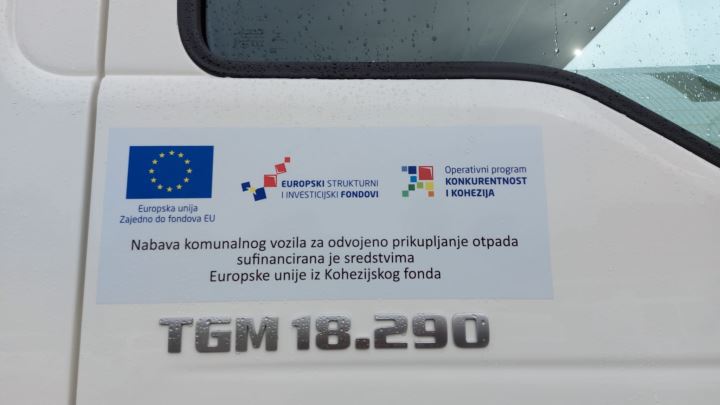 Europska unija
Zajedno do fondova EU
EUROPSKI STRUKTURNI
I INVESTICIJSKI FONDOVI
Operativni program
KONKURENTNOST
I KOHEZIJA
Nabava komunalnog vozila za odvojeno prikupljanje otpada
sufinancirana je sredstvima
Europske unije iz Kohezijskog fonda
TGM 18.290